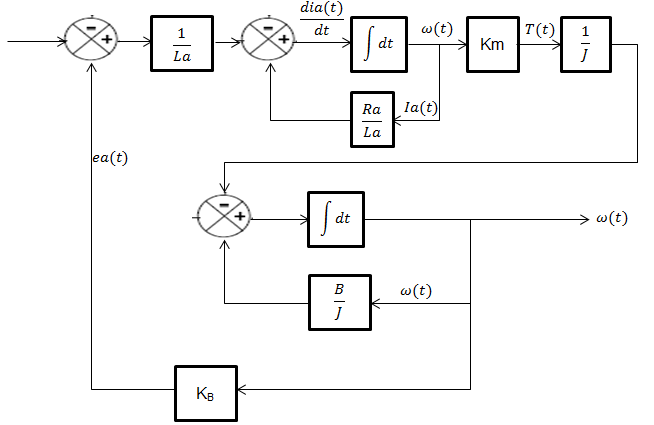 dia(t)
dt
- +
1
La
- +
∫ dt
ω(t)
Km
T(t)
1
J
Ra
La
Ia(t)
ea(t)
- +
∫ dt
ω(t)
B
J
ω(t)
KB